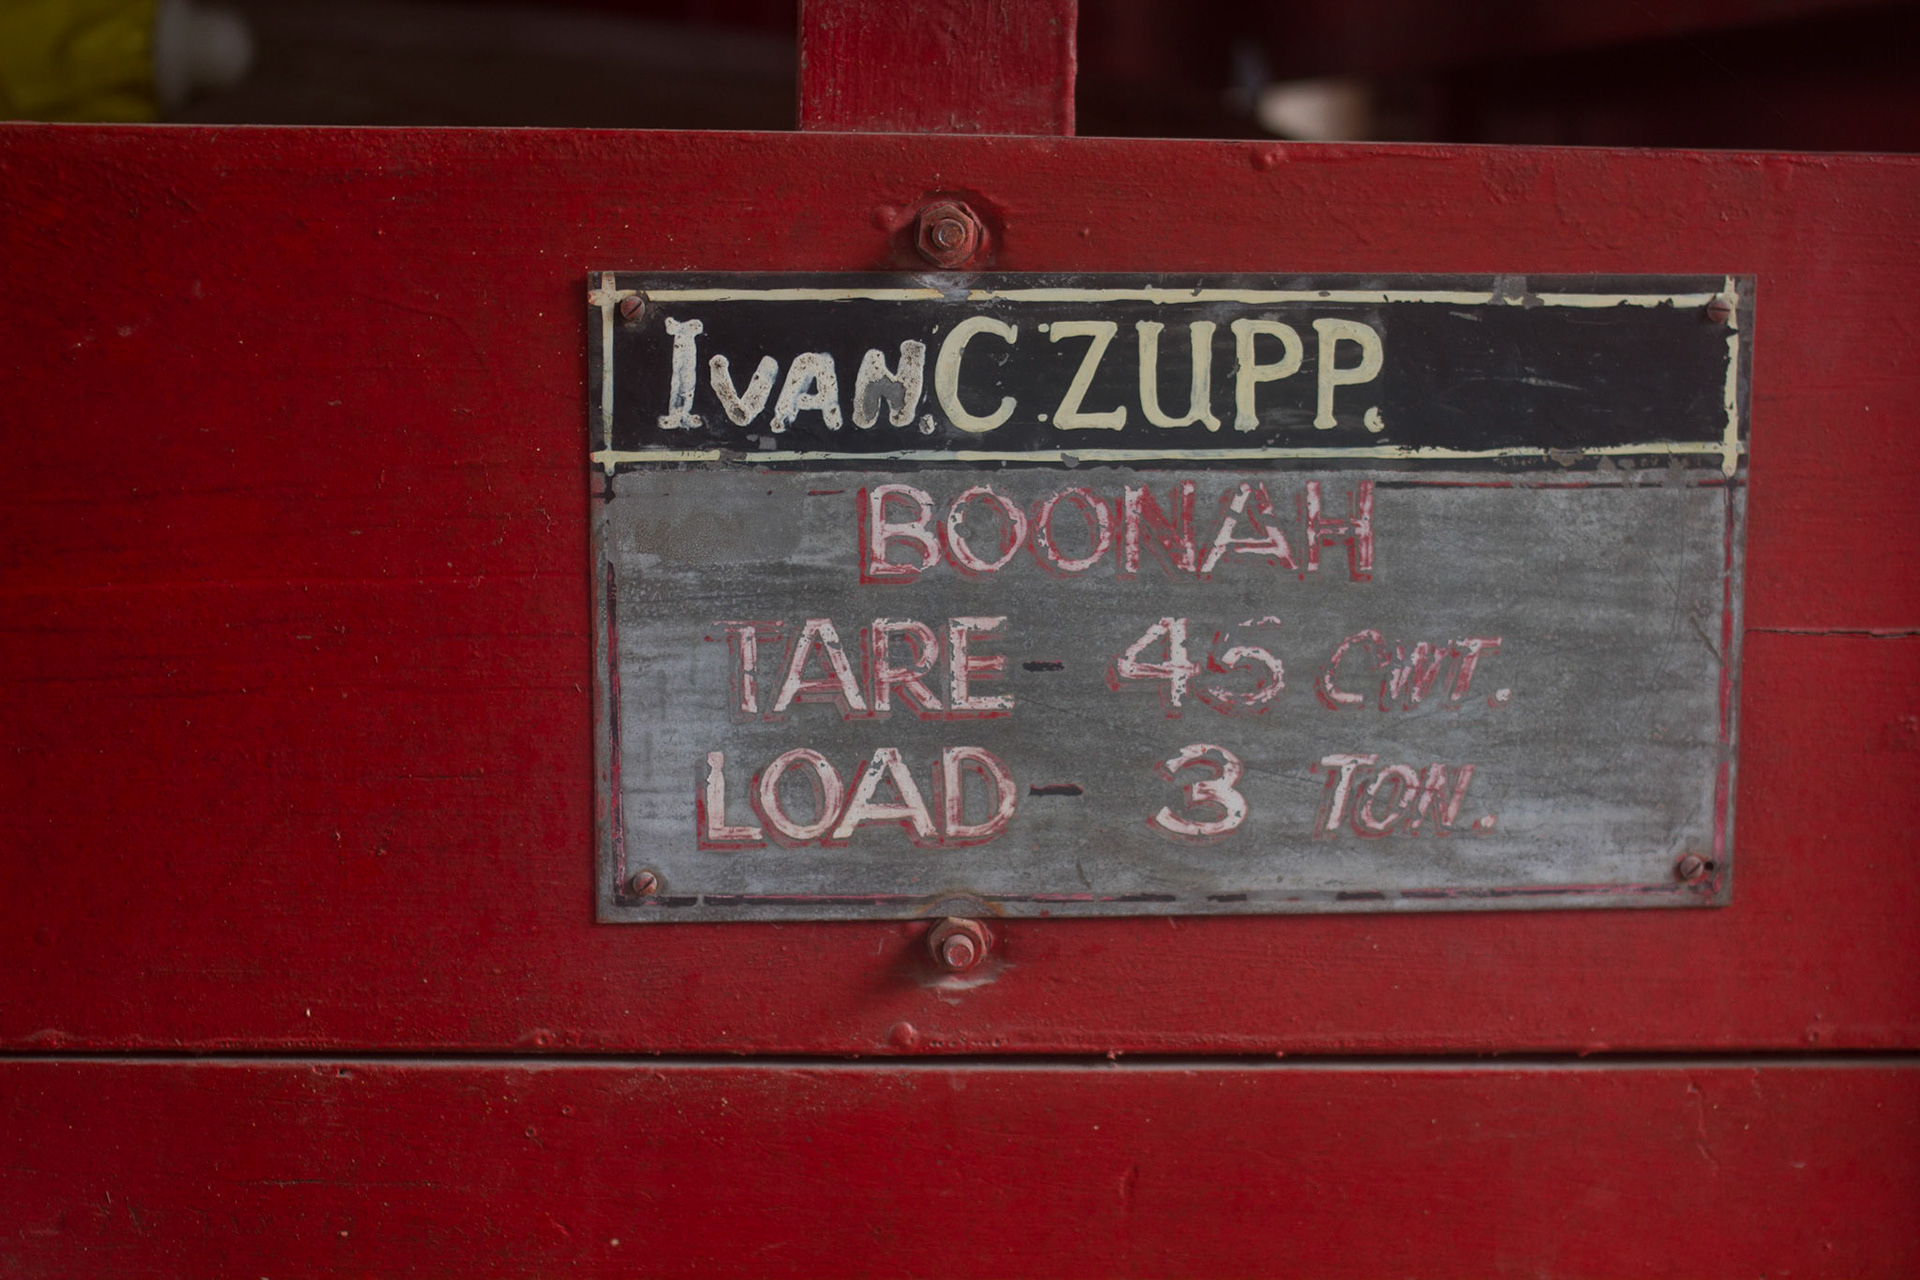 IVAN.C.ZUPP.
BOONAH
TARE - 45 CWT.
LOAD - 3 TON.